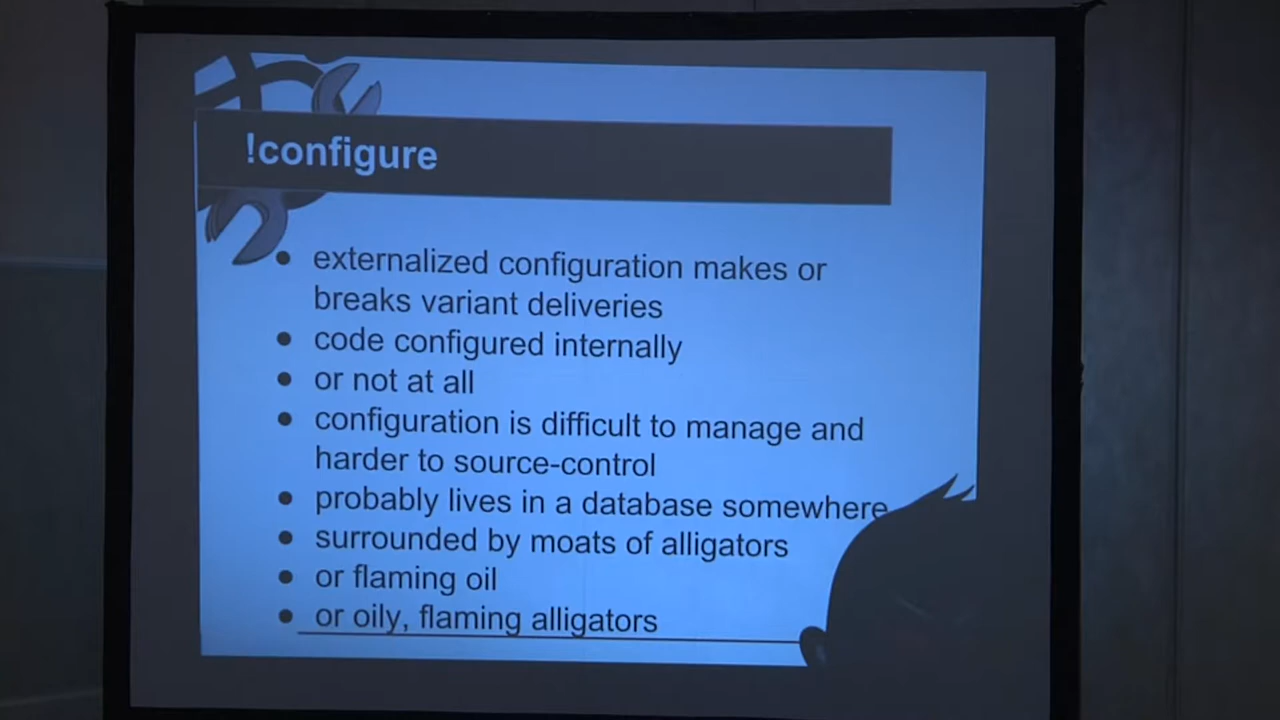 !configure
externalized configuration makes or
breaks variant deliveries
code configured internally
or not at all
configuration is difficult to manage and
harder to source-control
probably lives in a database somewhere
surrounded by moats of alligators
or flaming oil
or oily, flaming alligators